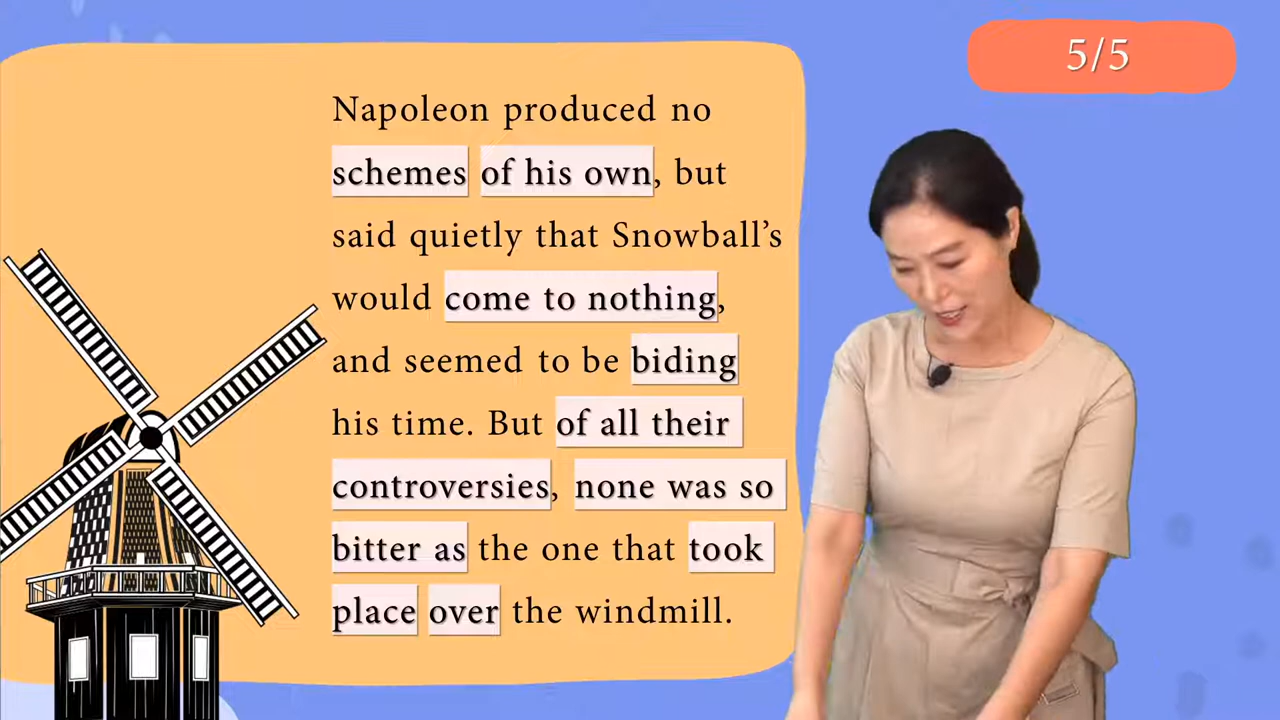 5/5
Napoleon produced no
schemes of his own, but
said quietly that Snowball’s
would come to nothing,
and seemed to be biding
his time. But of all their
controversies, none was so
bitter as the one that took
place over the windmill.